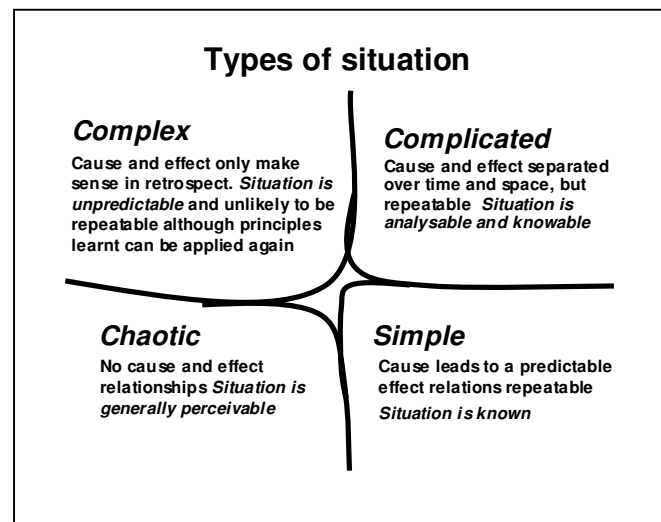 Types of situation
Complex
Cause and effect only make
sense in retrospect. Situation is
unpredictable and unlikely to be
repeatable although principles
learnt can be applied again
Complicated
Cause and effect separated
over time and space, but
repeatable Situation is
analysable and knowable
Chaotic
No cause and effect
relationships Situation is
generally perceivable
Simple
Cause leads to a predictable
effect relations repeatable
Situation is known